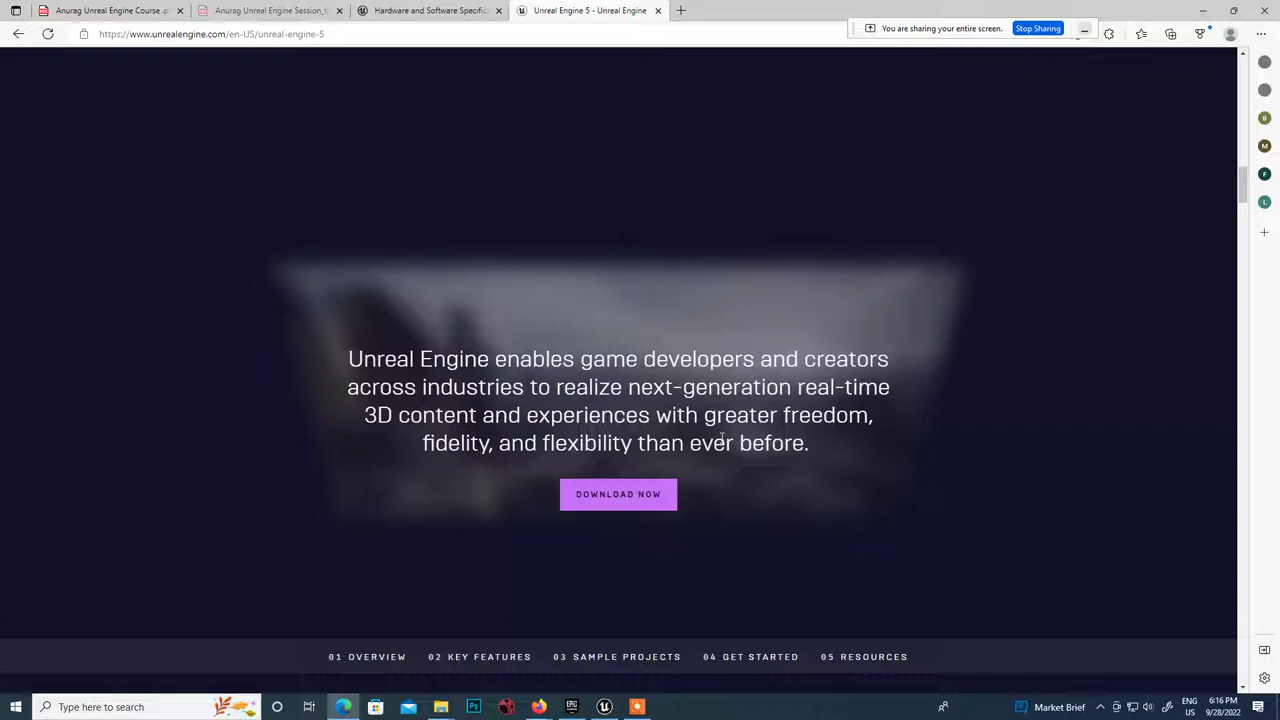 Anurag Unreal Engine Course .p
Anurag Unreal Engine Session_0
Hardware and Software Specific
Unreal Engine 5 - Unreal Engine
https://www.unrealengine.com/en-US/unreal-engine-5
You are sharing your entire screen.
Stop Sharing
B
M
F
L
Unreal Engine enables game developers and creators
across industries to realize next-generation real-time
3D content and experiences with greater freedom,
fidelity, and flexibility than ever before.
DOWNLOAD NOW
01 OVERVIEW 02 KEY FEATURES 03 SAMPLE PROJECTS 04 GET STARTED 05 RESOURCES
Type here to search
Ps
EPIC
Market Brief
ENG
US
6:16 PM
9/28/2022